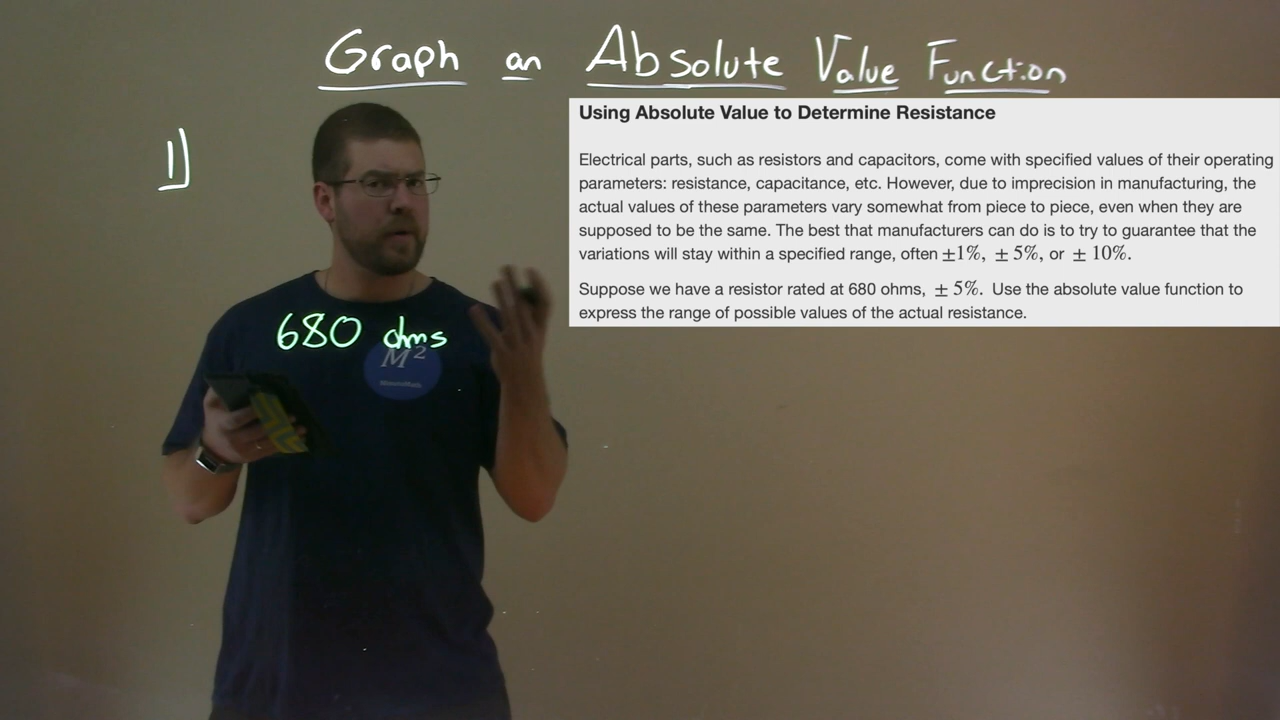 Graph an Absolute Value Function
1)
Using Absolute Value to Determine Resistance
Electrical parts, such as resistors and capacitors, come with specified values of their operating
parameters: resistance, capacitance, etc. However, due to imprecision in manufacturing, the
actual values of these parameters vary somewhat from piece to piece, even when they are
supposed to be the same. The best that manufacturers can do is to try to guarantee that the
variations will stay within a specified range, often ±1%, ±5%, or ±10%.
Suppose we have a resistor rated at 680 ohms, ±5%. Use the absolute value function to
express the range of possible values of the actual resistance.
680 ohms
M²